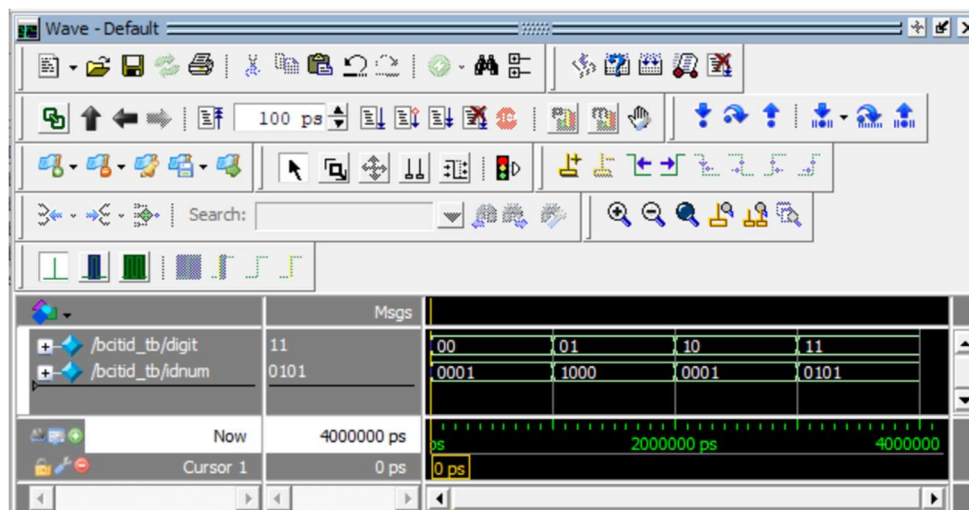 Wave - Default
100 ps
Search:
Msgs
/bcitid_tb/digit 11 00 01 10 11
/bcitid_tb/idnum 0101 0001 1000 0001 0101
Now 4000000 ps ps 2000000 ps 4000000
Cursor 1 0 ps 0 ps